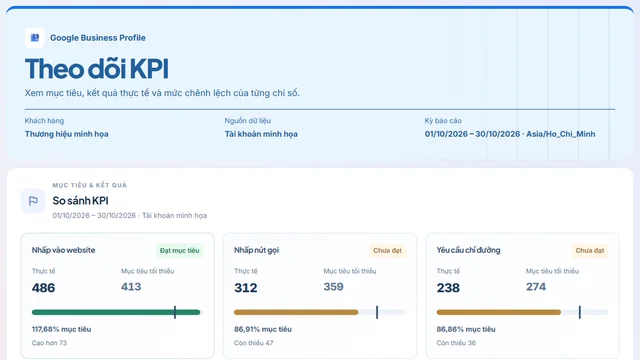 Google Business Profile
Theo dõi KPI
Xem mục tiêu, kết quả thực tế và mức chênh lệch của từng chỉ số.
Khách hàng
Thương hiệu minh họa
Nguồn dữ liệu
Tài khoản minh họa
Kỳ báo cáo
01/10/2026 – 30/10/2026 · Asia/Ho_Chi_Minh
MỤC TIÊU & KẾT QUẢ
So sánh KPI
01/10/2026 – 30/10/2026 · Tài khoản minh họa
Nhấp vào website
Đạt mục tiêu
Thực tế
Mục tiêu tối thiểu
486
413
117,68% mục tiêu
Cao hơn 73
Nhấp nút gọi
Chưa đạt
Thực tế
Mục tiêu tối thiểu
312
359
86,91% mục tiêu
Còn thiếu 47
Yêu cầu chỉ đường
Chưa đạt
Thực tế
Mục tiêu tối thiểu
238
274
86,86% mục tiêu
Còn thiếu 36